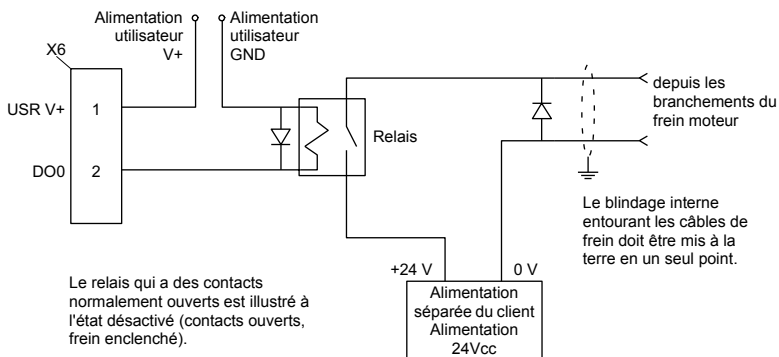 Alimentation
utilisateur
V+
Alimentation
utilisateur
GND
X6
USR V+
1
DO0
2
Relais
depuis les
branchements du
frein moteur
Le blindage interne
entourant les câbles de
frein doit être mis à la
terre en un seul point.
+24 V
0 V
Alimentation
séparée du client
Alimentation
24Vcc
Le relais qui a des contacts
normalement ouverts est illustré à
l'état désactivé (contacts ouverts,
frein enclenché).